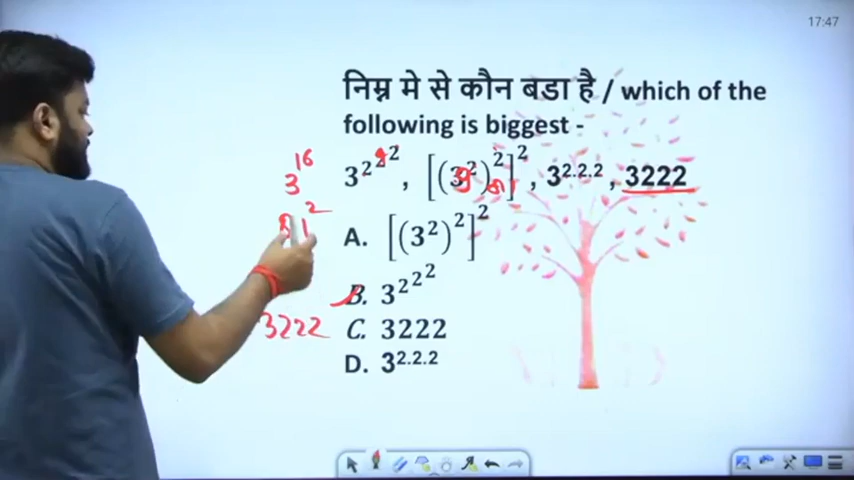 17:47
निम्न मे से कौन बडा है / which of the
following is biggest -
3^{2^{2^2}}, [(3^2)^2]^2, 3^{2.2.2}, 3222
3^{16}
A. [(3^2)^2]^2
B. 3^{2^{2^2}}
3222
C. 3222
D. 3^{2.2.2}